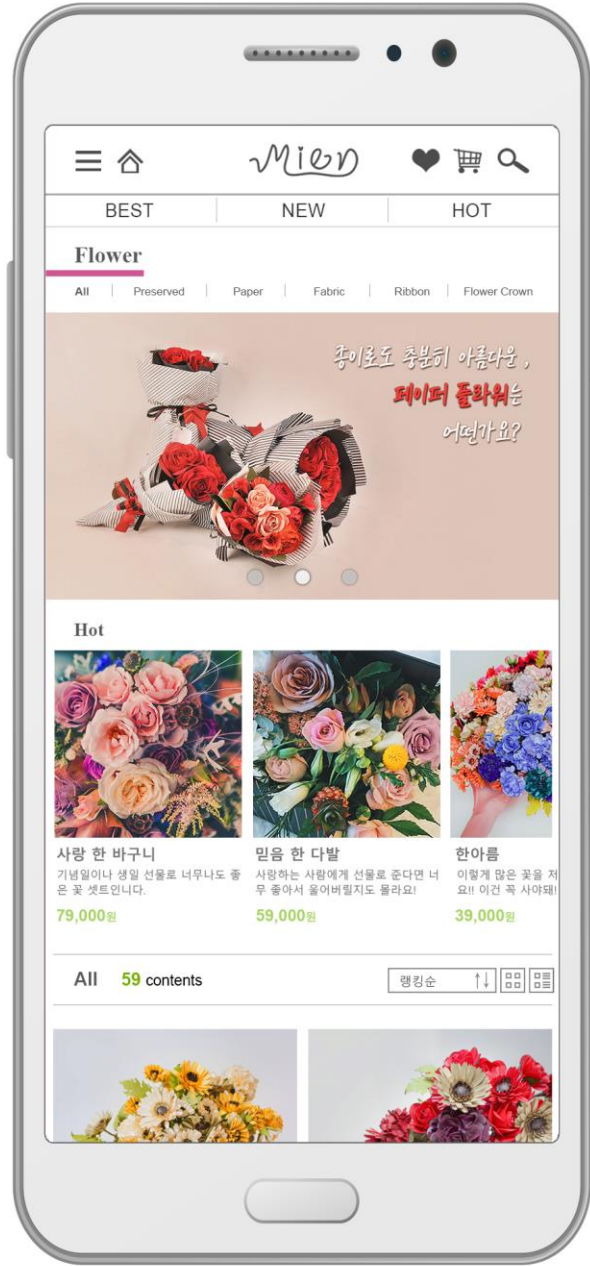 Mien
BEST NEW HOT
Flower
All Preserved Paper Fabric Ribbon Flower Crown
종이로도 충분히 아름다운 ,
페이퍼 플라워는
어떤가요?
Hot
사랑 한 바구니
기념일이나 생일 선물로 너무나도 좋
은 꽃 셋트인니다.
79,000원
믿음 한 다발
사랑하는 사람에게 선물로 준다면 너
무 좋아서 울어버릴지도 몰라요!
59,000원
한아름
이렇게 많은 꽃을 저
요!! 이건 꼭 사야돼!
39,000원
All 59 contents
랭킹순